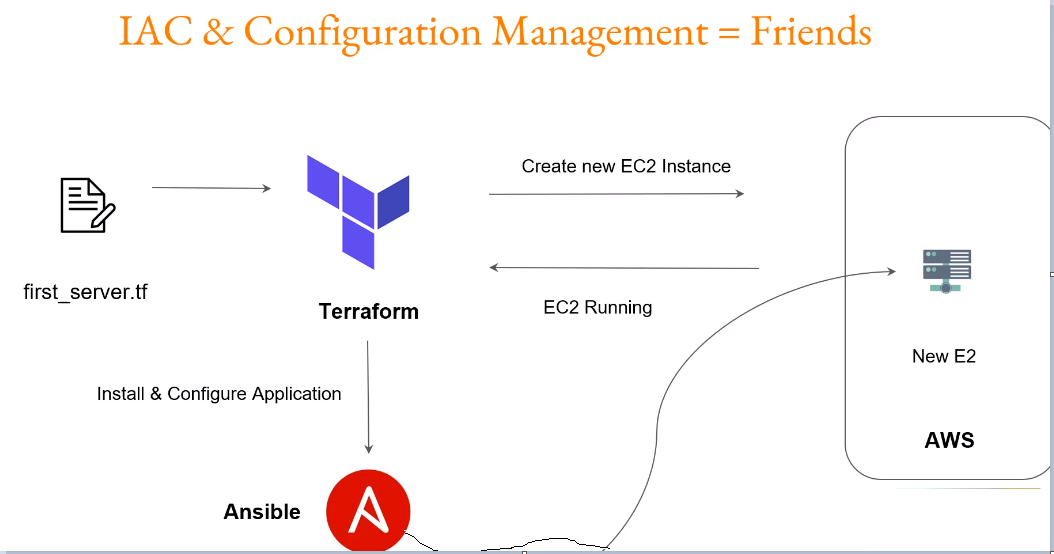 IAC & Configuration Management = Friends
Create new EC2 Instance
first_server.tf
Terraform
EC2 Running
New E2
Install & Configure Application
AWS
Ansible